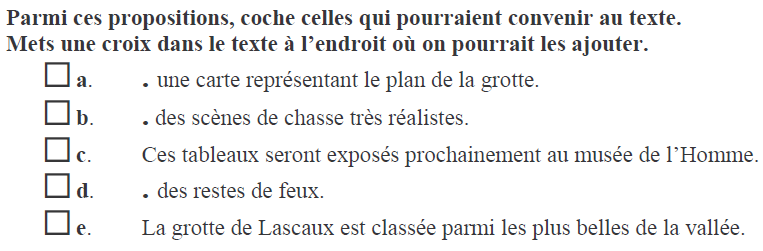 Parmi ces propositions, coche celles qui pourraient convenir au texte.
Mets une croix dans le texte à l'endroit où on pourrait les ajouter.
☐ a. . une carte représentant le plan de la grotte.
☐ b. . des scènes de chasse très réalistes.
☐ c. Ces tableaux seront exposés prochainement au musée de l'Homme.
☐ d. . des restes de feux.
☐ e. La grotte de Lascaux est classée parmi les plus belles de la vallée.